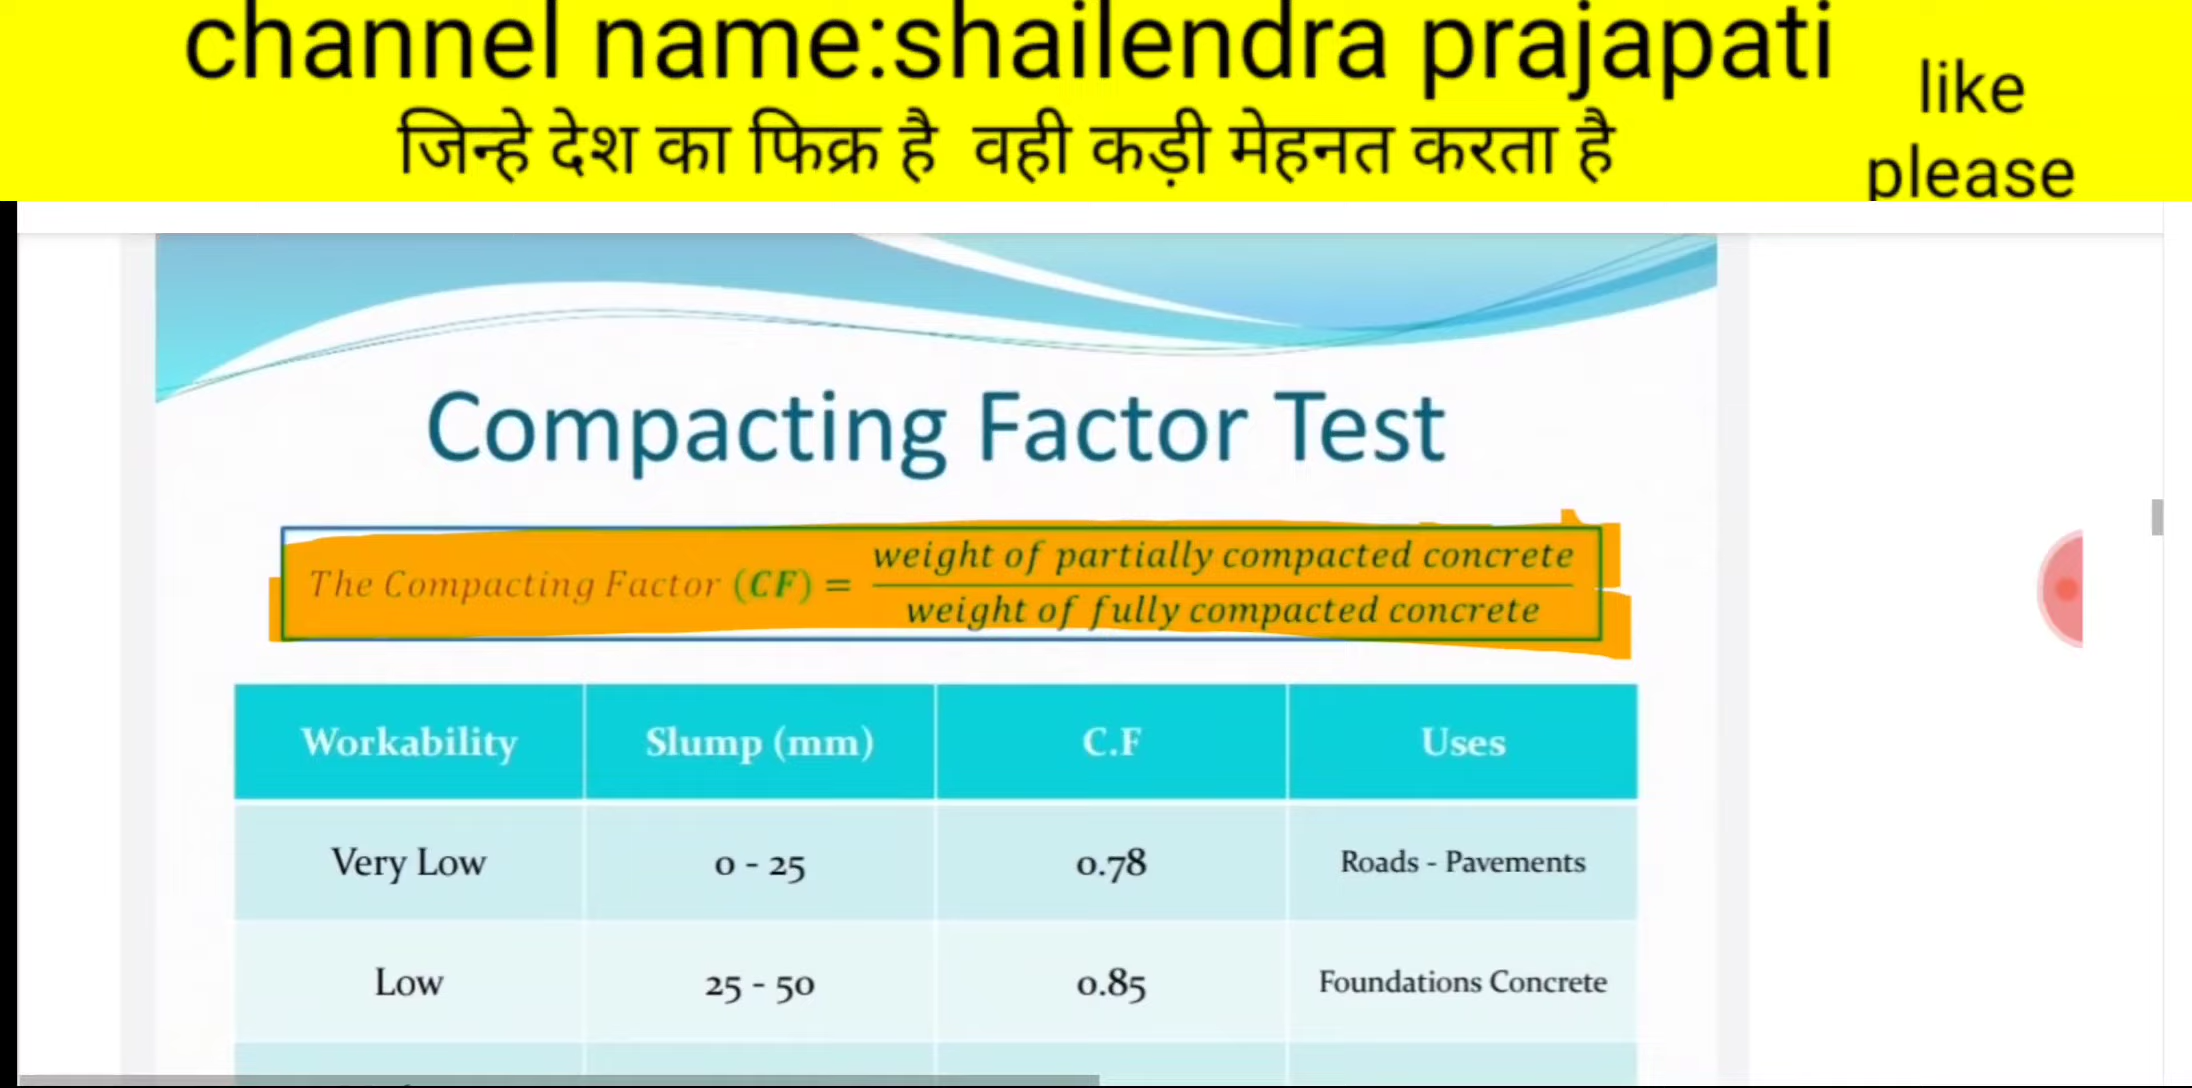 channel name:shailendra prajapati
like
जिन्हे देश का फिक्र है वही कड़ी मेहनत करता है
please
Compacting Factor Test
The Compacting Factor (CF) = weight of partially compacted concrete
weight of fully compacted concrete
Workability Slump (mm) C.F Uses
Very Low 0 - 25 0.78 Roads - Pavements
Low 25 - 50 0.85 Foundations Concrete